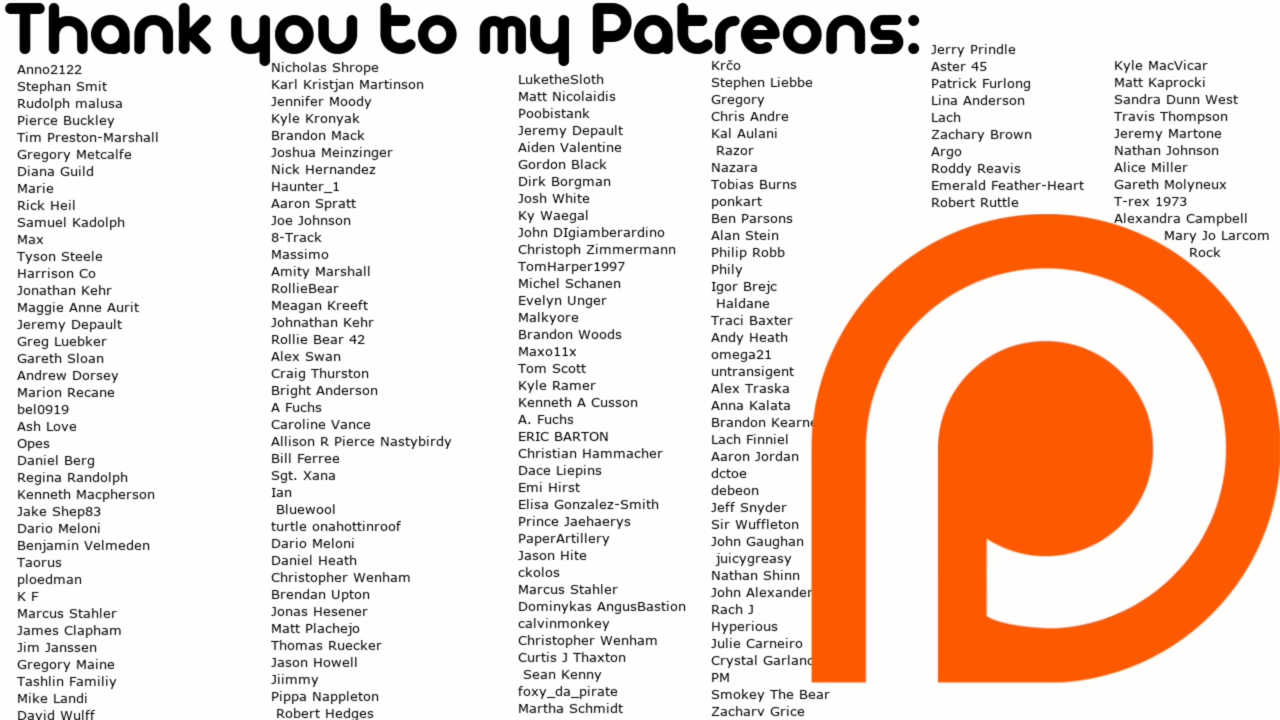 Thank you to my Patreons:
Anno2122
Stephan Smit
Rudolph malusa
Pierce Buckley
Tim Preston-Marshall
Gregory Metcalfe
Diana Guild
Marie
Rick Heil
Samuel Kadolph
Max
Tyson Steele
Harrison Co
Jonathan Kehr
Maggie Anne Aurit
Jeremy Depault
Greg Luebker
Gareth Sloan
Andrew Dorsey
Marion Recane
bel0919
Ash Love
Opes
Daniel Berg
Regina Randolph
Kenneth Macpherson
Jake Shep83
Dario Meloni
Benjamin Velmeden
Taorus
ploedman
K F
Marcus Stahler
James Clapham
Jim Janssen
Gregory Maine
Tashlin Familiy
Mike Landi
David Wulff
Nicholas Shrope
Karl Kristjan Martinson
Jennifer Moody
Kyle Kronyak
Brandon Mack
Joshua Meinzinger
Nick Hernandez
Haunter_1
Aaron Spratt
Joe Johnson
8-Track
Massimo
Amity Marshall
RollieBear
Meagan Kreeft
Johnathan Kehr
Rollie Bear 42
Alex Swan
Craig Thurston
Bright Anderson
A Fuchs
Caroline Vance
Allison R Pierce Nastybirdy
Bill Ferree
Sgt. Xana
Ian
Bluewool
turtle onahottinroof
Dario Meloni
Daniel Heath
Christopher Wenham
Brendan Upton
Jonas Hesener
Matt Plachejo
Thomas Ruecker
Jason Howell
Jiimmy
Pippa Nappleton
Robert Hedges
LuketheSloth
Matt Nicolaidis
Poobistank
Jeremy Depault
Aiden Valentine
Gordon Black
Dirk Borgman
Josh White
Ky Waegal
John DIgiamberardino
Christoph Zimmermann
TomHarper1997
Michel Schanen
Evelyn Unger
Malkyore
Brandon Woods
Maxo11x
Tom Scott
Kyle Ramer
Kenneth A Cusson
A. Fuchs
ERIC BARTON
Christian Hammacher
Dace Liepins
Emi Hirst
Elisa Gonzalez-Smith
Prince Jaehaerys
PaperArtillery
Jason Hite
ckolos
Marcus Stahler
Dominykas AngusBastion
calvinmonkey
Christopher Wenham
Curtis J Thaxton
Sean Kenny
foxy_da_pirate
Martha Schmidt
Krčo
Stephen Liebbe
Gregory
Chris Andre
Kal Aulani
Razor
Nazara
Tobias Burns
ponkart
Ben Parsons
Alan Stein
Philip Robb
Phily
Igor Brejc
Haldane
Traci Baxter
Andy Heath
omega21
untransigent
Alex Traska
Anna Kalata
Brandon Kearne
Lach Finniel
Aaron Jordan
dctoe
debeon
Jeff Snyder
Sir Wuffleton
John Gaughan
juicygreasy
Nathan Shinn
John Alexander
Rach J
Hyperious
Julie Carneiro
Crystal Garland
PM
Smokey The Bear
Zachary Grice
Jerry Prindle
Aster 45
Patrick Furlong
Lina Anderson
Lach
Zachary Brown
Argo
Roddy Reavis
Emerald Feather-Heart
Robert Ruttle
Kyle MacVicar
Matt Kaprocki
Sandra Dunn West
Travis Thompson
Jeremy Martone
Nathan Johnson
Alice Miller
Gareth Molyneux
T-rex 1973
Alexandra Campbell
Mary Jo Larcom
Rock